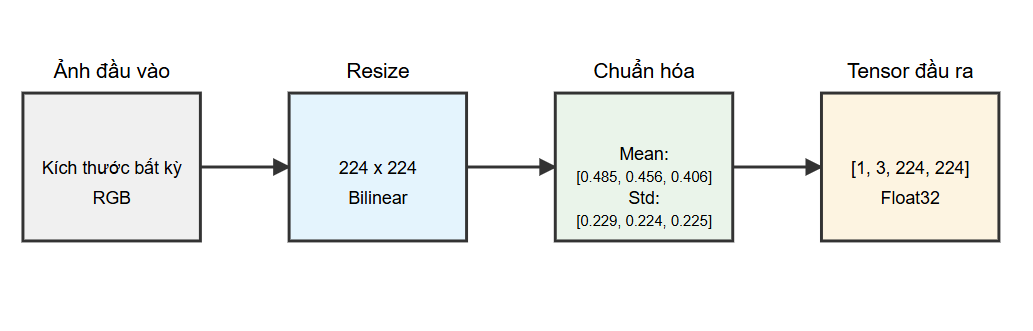 Ảnh đầu vào
Kích thước bất kỳ
RGB
Resize
224 x 224
Bilinear
Chuẩn hóa
Mean:
[0.485, 0.456, 0.406]
Std:
[0.229, 0.224, 0.225]
Tensor đầu ra
[1, 3, 224, 224]
Float32